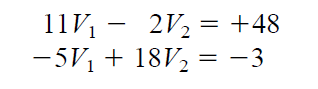 11V₁ − 2V₂ = +48
−5V₁ + 18V₂ = −3